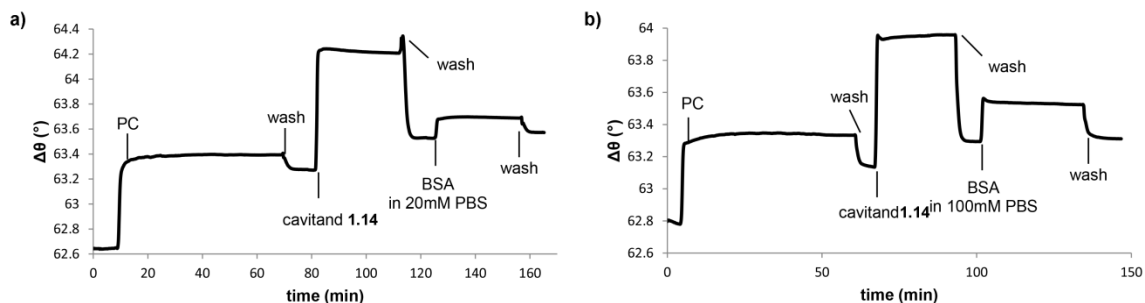 a)
64.4
64.2
64
63.8
63.6
63.4
63.2
63
62.8
62.6
Δθ (°)
PC
wash
wash
cavitand 1.14
BSA
in 20mM PBS
wash
0 20 40 60 80 100 120 140 160
time (min)
b)
64
63.8
63.6
63.4
63.2
63
62.8
62.6
Δθ (°)
PC
wash
wash
cavitand1.14
BSA
in 100mM PBS
wash
0 50 100 150
time (min)